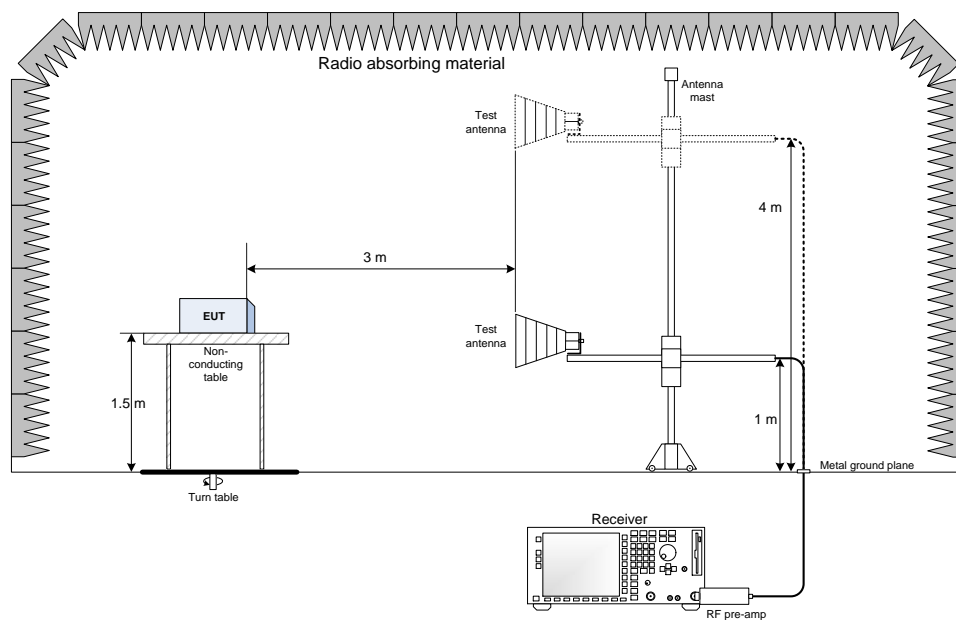 Radio absorbing material
Antenna
mast
Test
antenna
4 m
3 m
EUT
Test
antenna
Non-
conducting
table
1.5 m
1 m
Metal ground plane
Turn table
Receiver
RF pre-amp